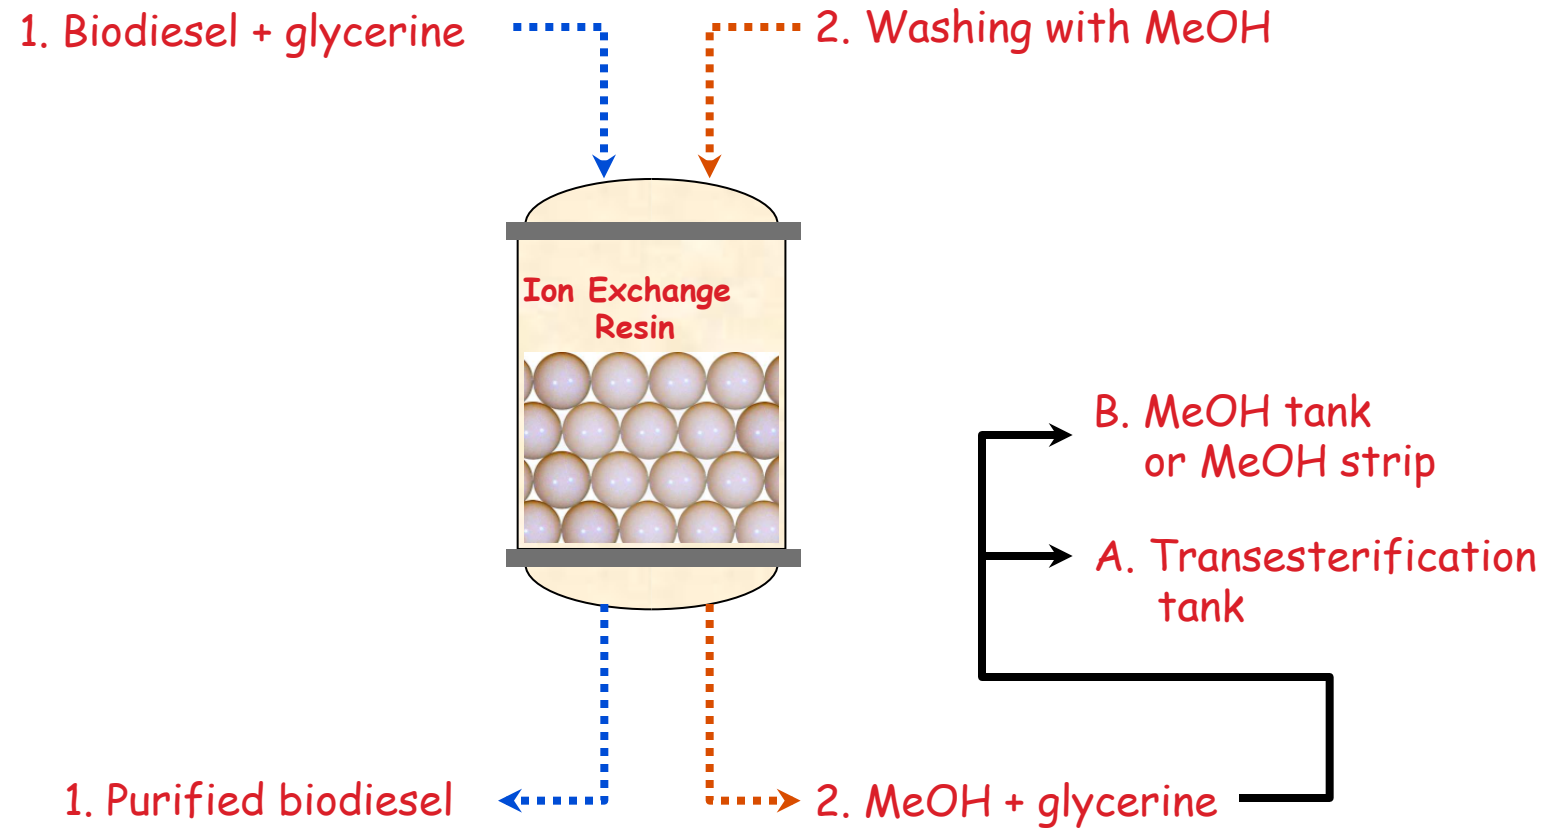 1. Biodiesel + glycerine
2. Washing with MeOH
Ion Exchange
Resin
B. MeOH tank
or MeOH strip
A. Transesterification
tank
1. Purified biodiesel
2. MeOH + glycerine